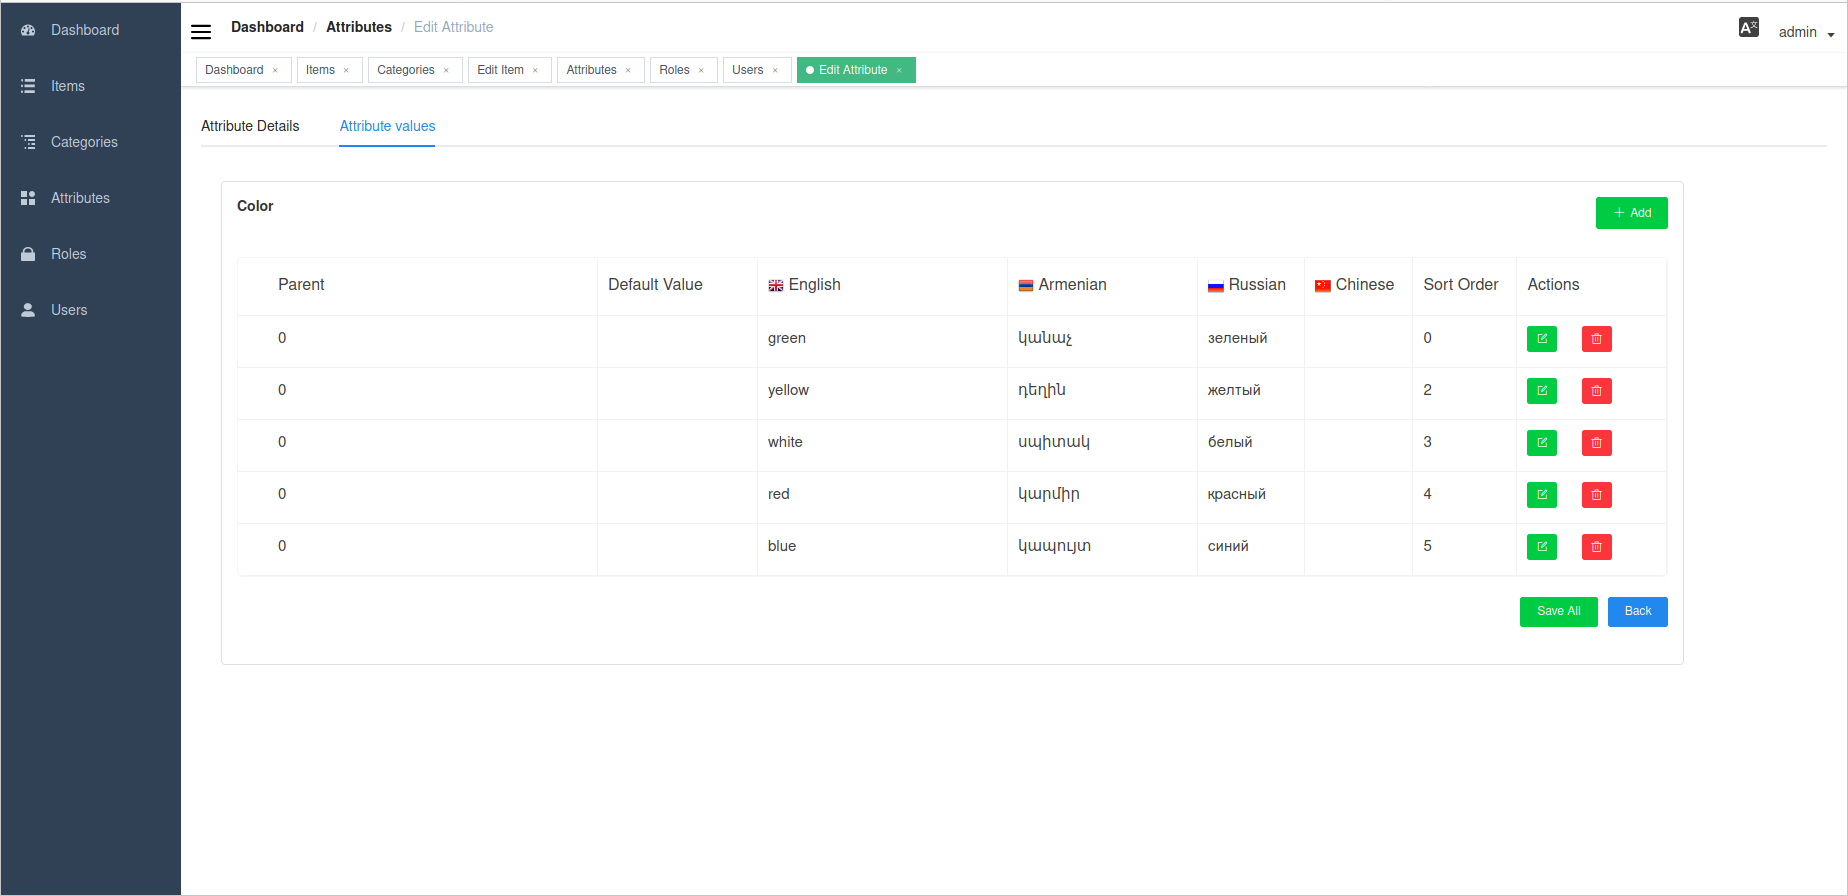 Dashboard
Items
Categories
Attributes
Roles
Users
Dashboard / Attributes / Edit Attribute
admin
Dashboard × Items × Categories × Edit Item × Attributes × Roles × Users × Edit Attribute ×
Attribute Details Attribute values
Color
+ Add
Parent Default Value English Armenian Russian Chinese Sort Order Actions
0 green կանաչ зеленый 0
0 yellow դեղին желтый 2
0 white սպիտակ белый 3
0 red կարմիր красный 4
0 blue կապույտ синий 5
Save All Back